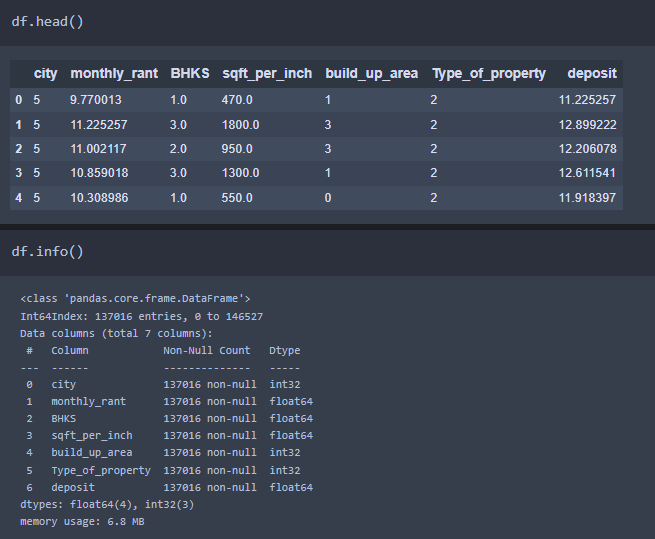 df.head()
city monthly_rant BHKS sqft_per_inch build_up_area Type_of_property deposit
0 5 9.770013 1.0 470.0 1 2 11.225257
1 5 11.225257 3.0 1800.0 3 2 12.899222
2 5 11.002117 2.0 950.0 3 2 12.206078
3 5 10.859018 3.0 1300.0 1 2 12.611541
4 5 10.308986 1.0 550.0 0 2 11.918397
df.info()
<class 'pandas.core.frame.DataFrame'>
Int64Index: 137016 entries, 0 to 146527
Data columns (total 7 columns):
# Column Non-Null Count Dtype
--- ------ -------------- -----
0 city 137016 non-null int32
1 monthly_rant 137016 non-null float64
2 BHKS 137016 non-null float64
3 sqft_per_inch 137016 non-null float64
4 build_up_area 137016 non-null int32
5 Type_of_property 137016 non-null int32
6 deposit 137016 non-null float64
dtypes: float64(4), int32(3)
memory usage: 6.8 MB